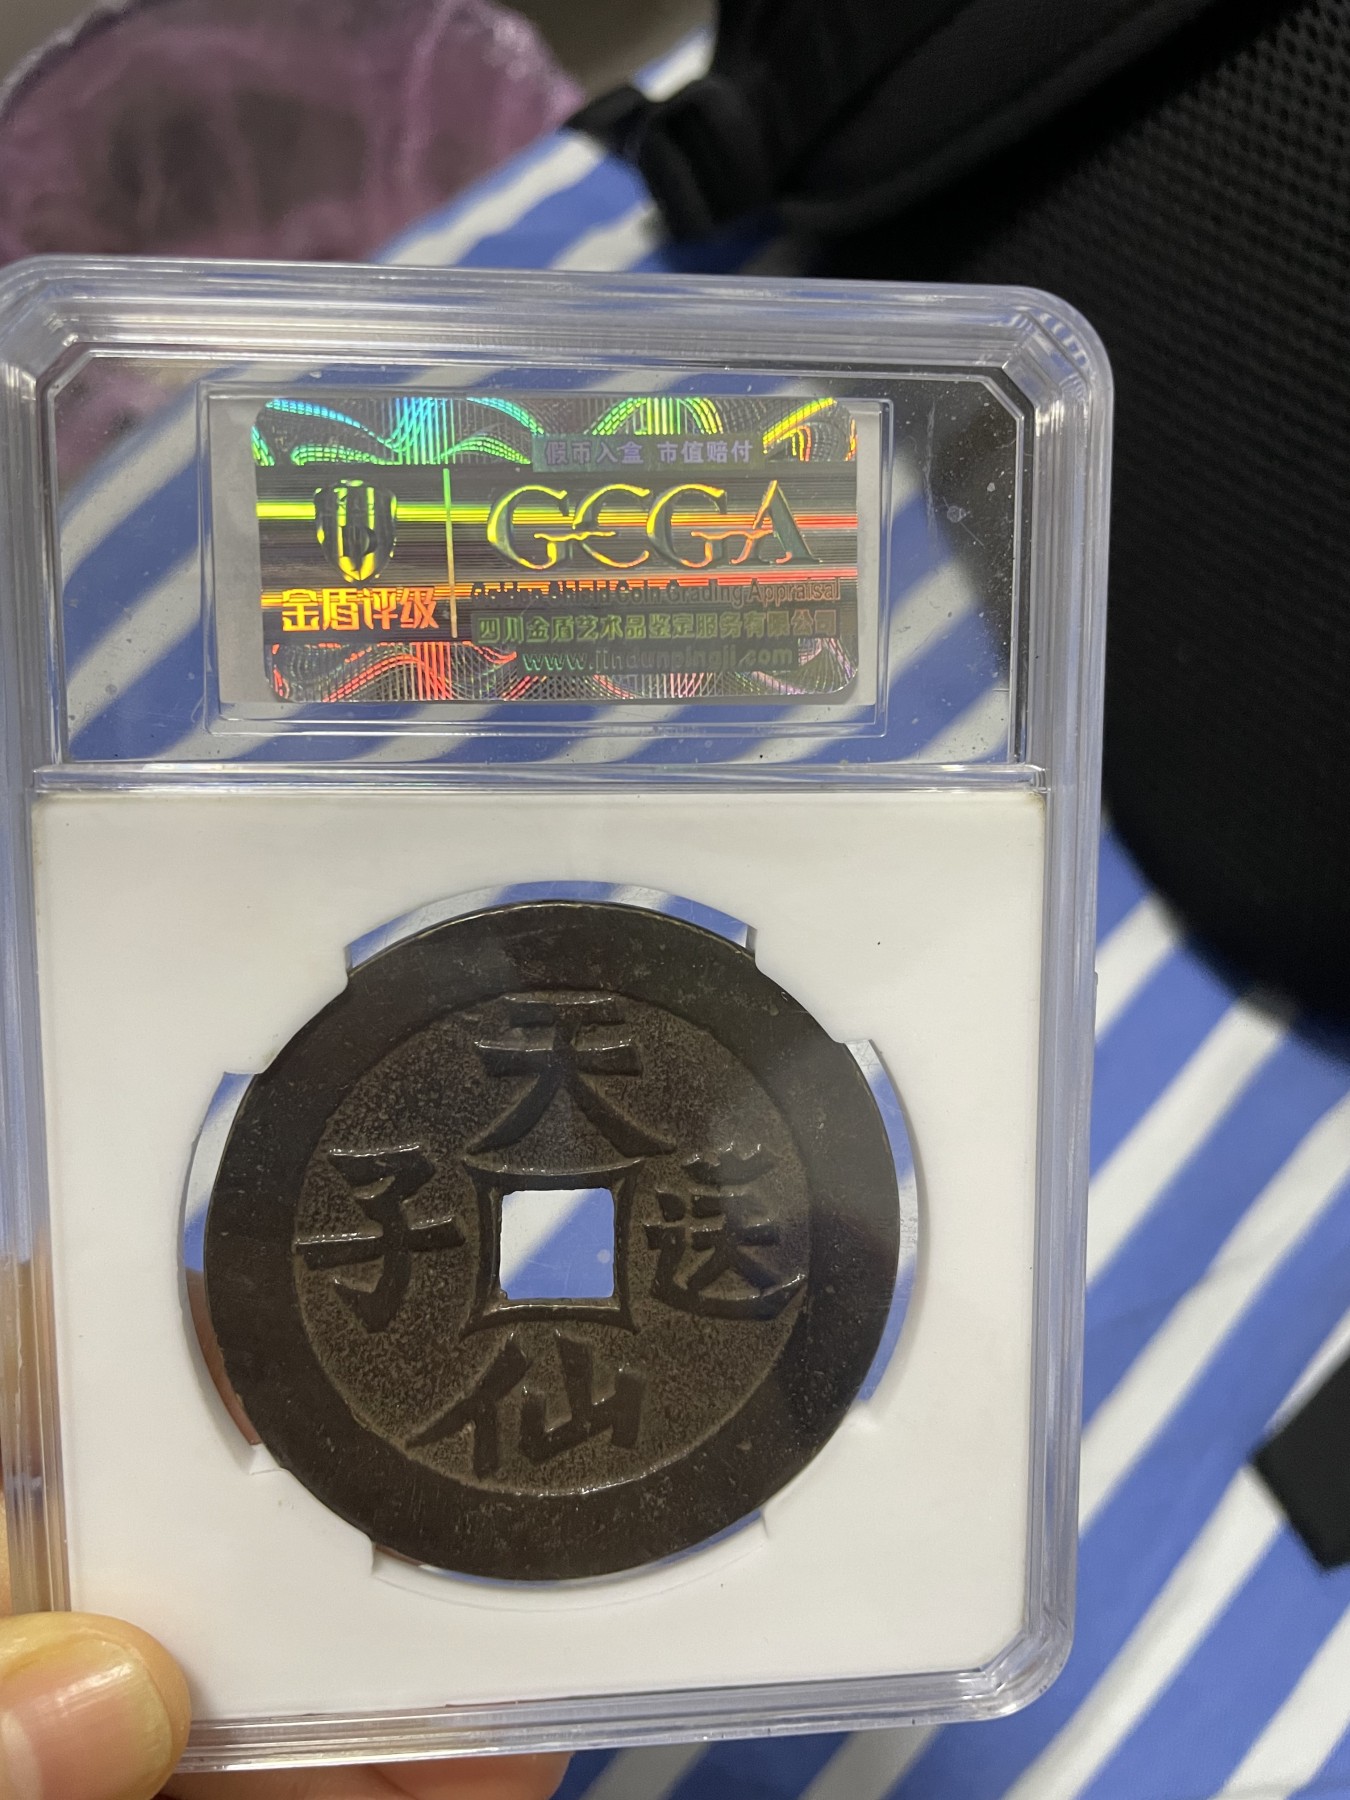 假币入盒 市值赔付
GCGA
金盾评级
Golden Shield Coin Grading Appraisal
四川金盾艺术品鉴定服务有限公司
www.jindunpingji.com
天
子 送
仙